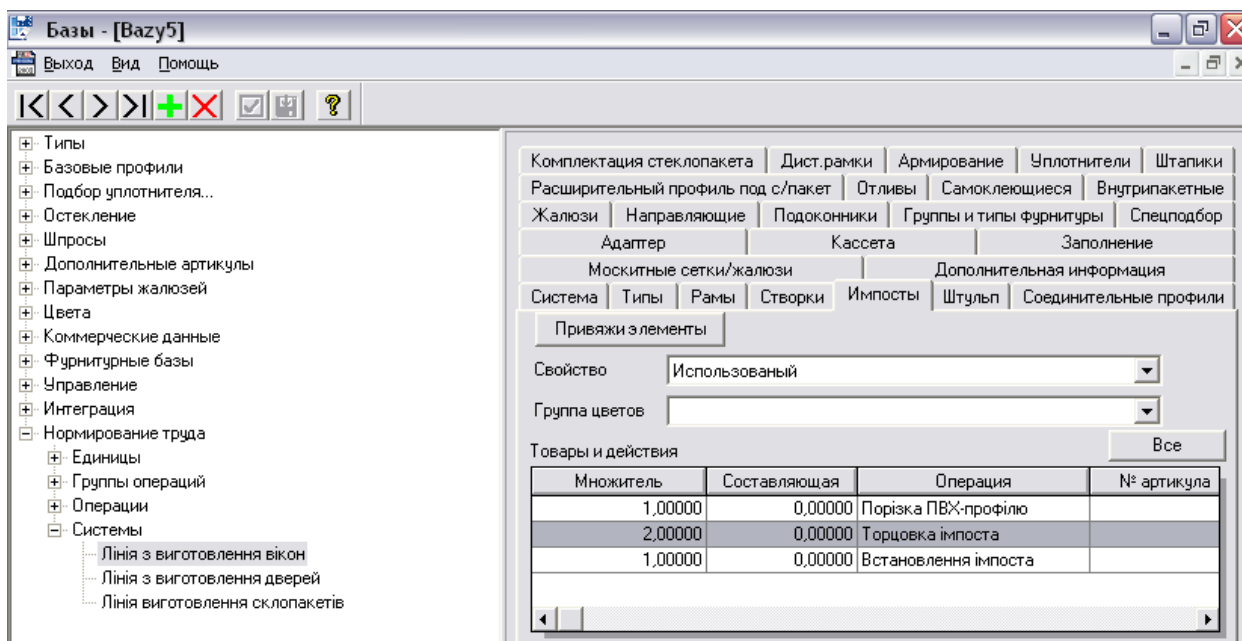 Базы - [Bazy5]
Выход Вид Помощь
Типы
Базовые профили
Подбор уплотнителя...
Остекление
Шпросы
Дополнительные артикулы
Параметры жалюзей
Цвета
Коммерческие данные
Фурнитурные базы
Управление
Интеграция
Нормирование труда
Единицы
Группы операций
Операции
Системы
Лінія з виготовлення вікон
Лінія з виготовлення дверей
Лінія виготовлення склопакетів
Комплектация стеклопакета Дист.рамки Армирование Уплотнители Штапики
Расширительный профиль под с/пакет Отливы Самоклеющиеся Внутрипакетные
Жалюзи Направляющие Подоконники Группы и типы фурнитуры Спецподбор
Адаптер Кассета Заполнение
Москитные сетки/жалюзи Дополнительная информация
Система Типы Рамы Створки Импосты Штульп Соединительные профили
Привяжи элементы
Свойство Использованый
Группа цветов
Все
Товары и действия
Множитель Составляющая Операция № артикула
1,00000 0,00000 Порізка ПВХ-профілю
2,00000 0,00000 Торцовка імпоста
1,00000 0,00000 Встановлення імпоста